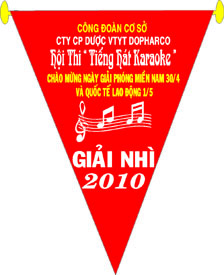 CÔNG ĐOÀN CƠ SỞ
CTY CP DƯỢC VTYT DOPHARCO
Hội Thi " Tiếng Hát Karaoke "
CHÀO MỪNG NGÀY GIẢI PHÓNG MIỀN NAM 30/4
VÀ QUỐC TẾ LAO ĐỘNG 1/5
GIẢI NHÌ
2010